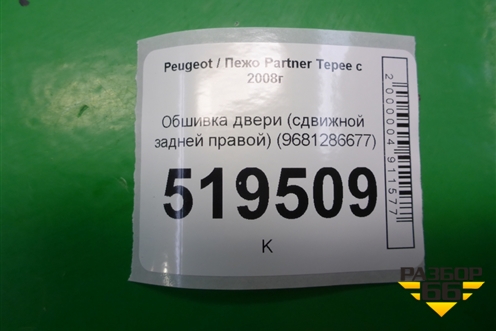 Peugeot / Пежо Partner Tepee с
2008г
Обшивка двери (сдвижной
задней правой) (9681286677)
519509
К
2000004911577
РАЗБОР
66